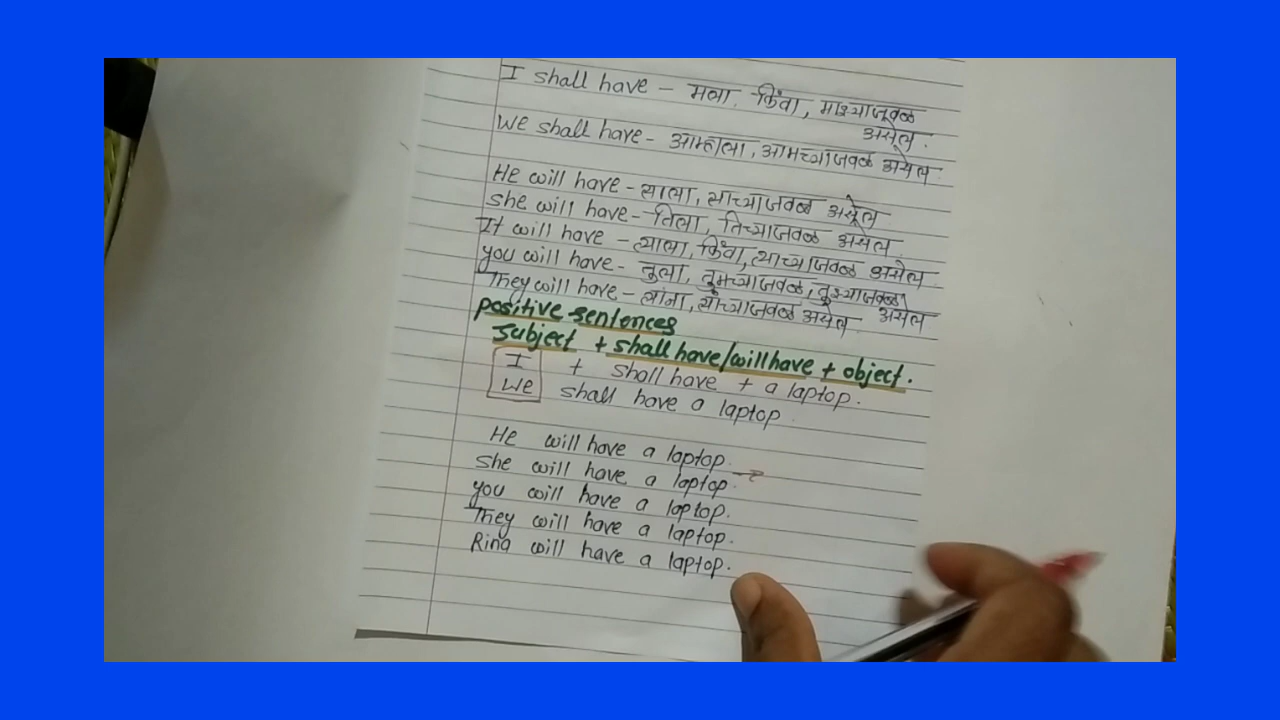 I shall have - मला. किंवा, माझ्याजवळ
असेल.
We shall have - आम्हाला, आमच्याजवळ असेल.
He will have - त्याला, त्याच्याजवळ असेल
she will have - तिला, तिच्याजवळ असेल.
It will have - त्याला, किंवा, त्याच्याजवळ असेल.
you will have - तुला, तुमच्याजवळ, तुझ्याजवळ
असेल
They will have - त्यांना, त्यांच्याजवळ असेल.
positive sentences
Subject + shall have/will have + object.
I + shall have + a laptop.
We shall have a laptop.
He will have a laptop.
She will have a laptop.
you will have a laptop.
They will have a laptop.
Rina will have a laptop.